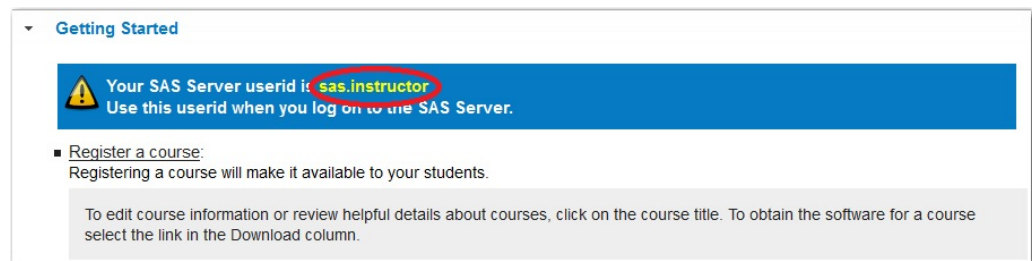 Getting Started
Your SAS Server userid is sas.instructor
Use this userid when you log on to the SAS Server.
Register a course:
Registering a course will make it available to your students.
To edit course information or review helpful details about courses, click on the course title. To obtain the software for a course
select the link in the Download column.